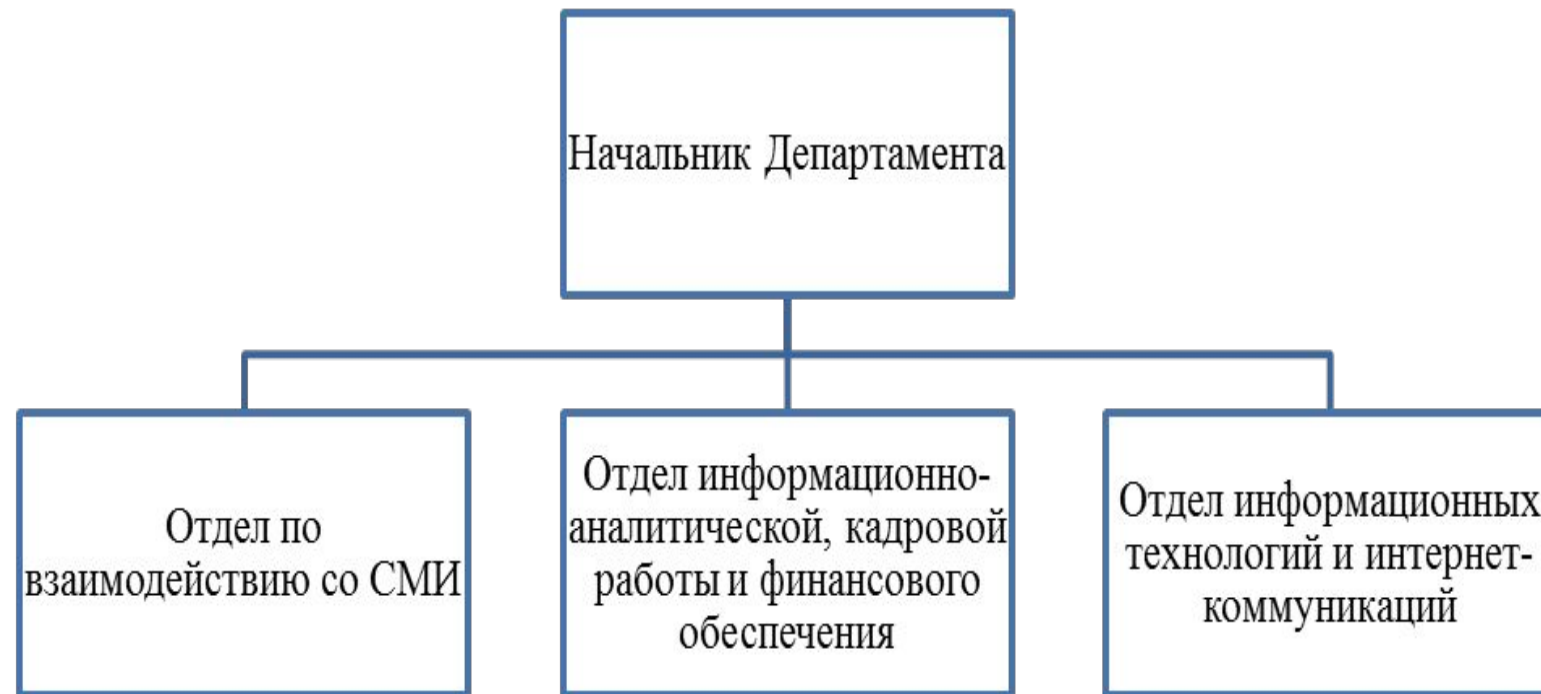 Начальник Департамента
Отдел по
взаимодействию со СМИ
Отдел информационно-
аналитической, кадровой
работы и финансового
обеспечения
Отдел информационных
технологий и интернет-
коммуникаций